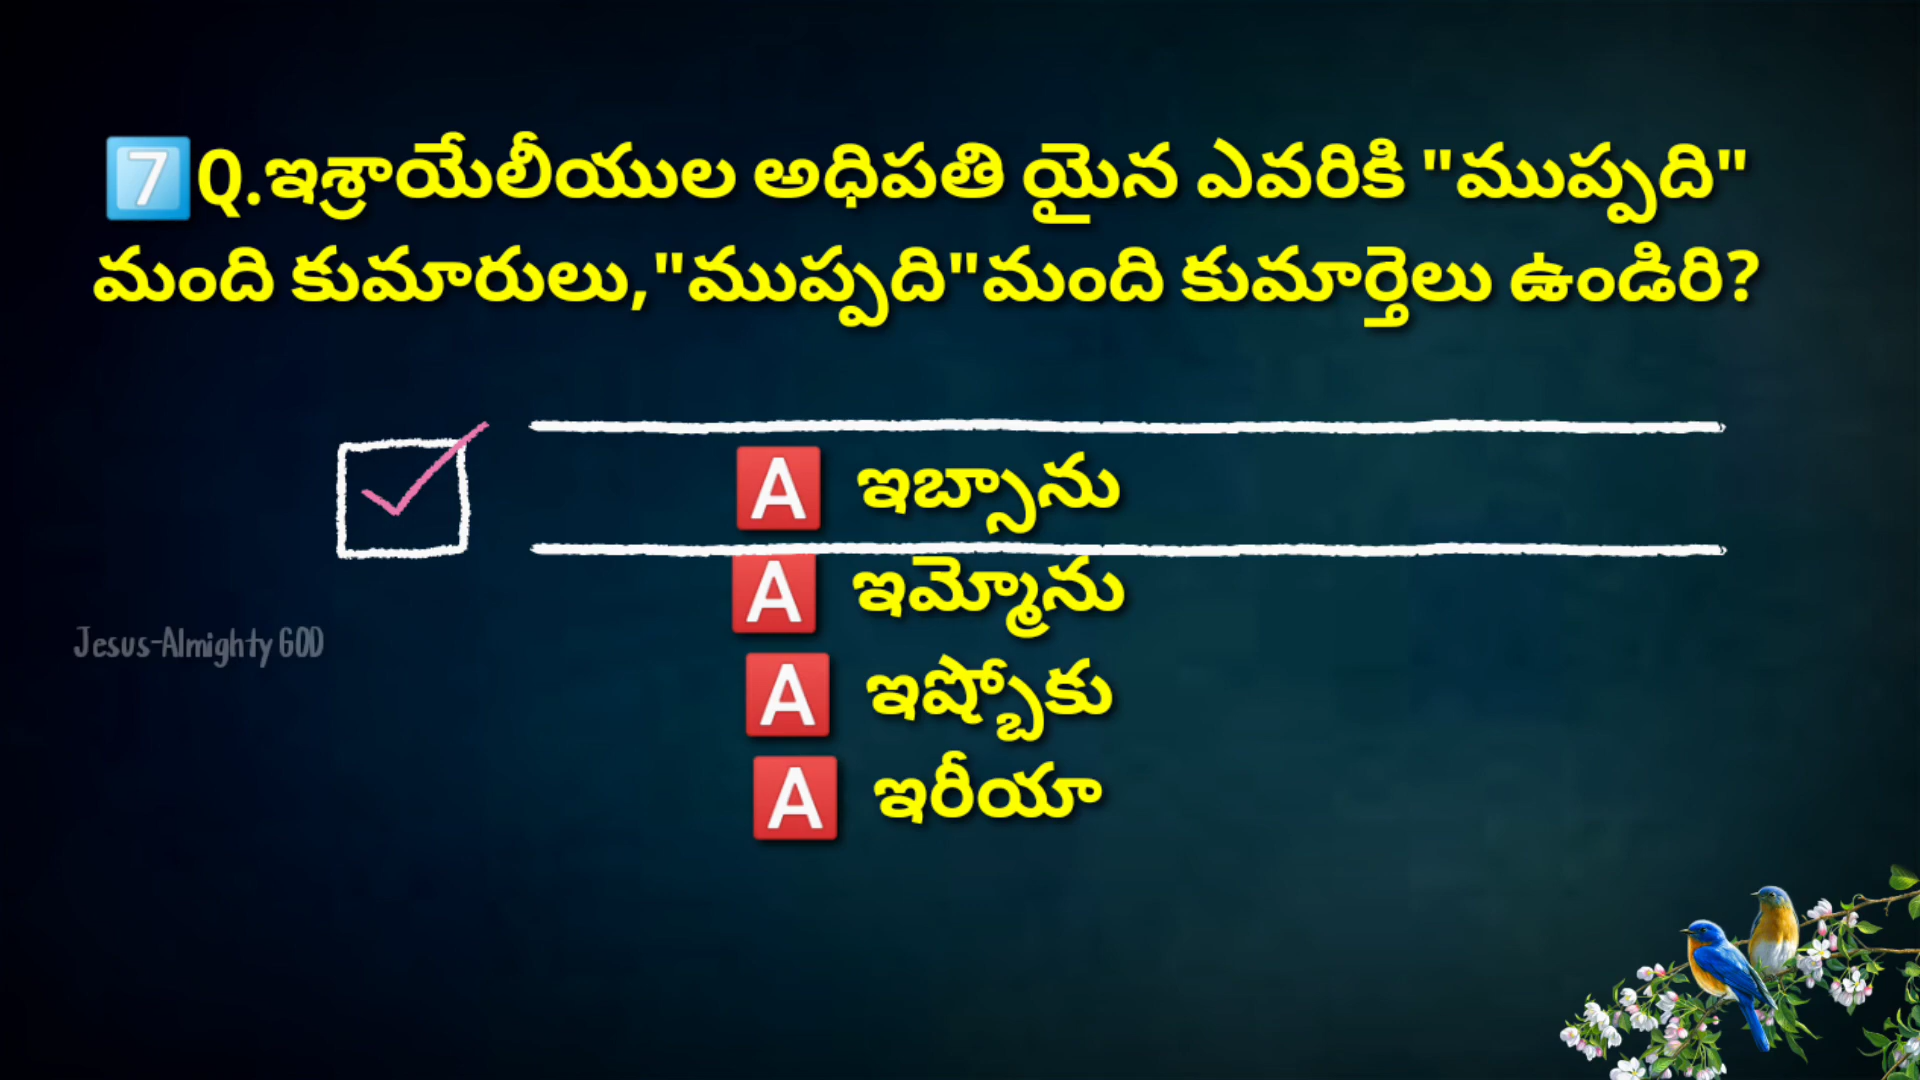 7️⃣Q.ఇశ్రాయేలీయుల అధిపతి యైన ఎవరికి "ముప్పది"
మంది కుమారులు,"ముప్పది"మంది కుమార్తెలు ఉండిరి?
🅰 ఇబ్సాను
🅰 ఇమ్మోను
🅰 ఇష్బోకు
🅰 ఇరీయా
Jesus-Almighty GOD